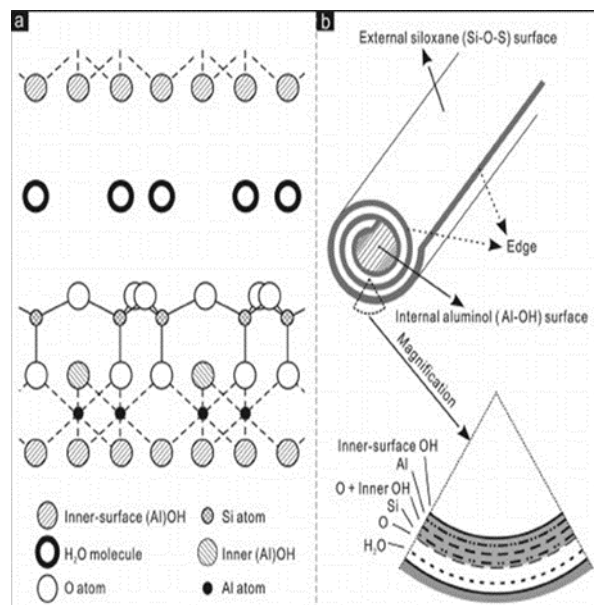 a
Inner-surface (Al)OH
Si atom
H₂O molecule
Inner (Al)OH
O atom
Al atom
b
External siloxane (Si-O-S) surface
Edge
Internal aluminol (Al-OH) surface
Magnification
Inner-surface OH
Al
O + Inner OH
Si
O
H₂O